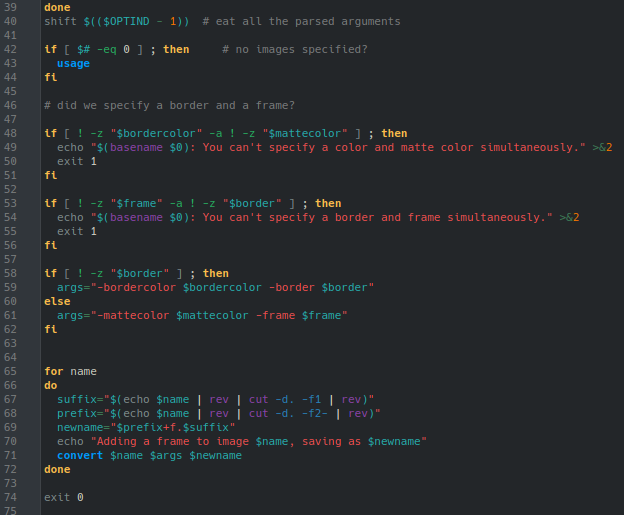 39 done
40 shift $(($OPTIND - 1))  # eat all the parsed arguments
41
42 if [ $# -eq 0 ] ; then     # no images specified?
43   usage
44 fi
45
46 # did we specify a border and a frame?
47
48 if [ ! -z "$bordercolor" -a ! -z "$mattecolor" ] ; then
49   echo "$(basename $0): You can't specify a color and matte color simultaneously." >&2
50   exit 1
51 fi
52
53 if [ ! -z "$frame" -a ! -z "$border" ] ; then
54   echo "$(basename $0): You can't specify a border and frame simultaneously." >&2
55   exit 1
56 fi
57
58 if [ ! -z "$border" ] ; then
59   args="-bordercolor $bordercolor -border $border"
60 else
61   args="-mattecolor $mattecolor -frame $frame"
62 fi
63
64
65 for name
66 do
67   suffix="$(echo $name | rev | cut -d. -f1 | rev)"
68   prefix="$(echo $name | rev | cut -d. -f2- | rev)"
69   newname="$prefix+f.$suffix"
70   echo "Adding a frame to image $name, saving as $newname"
71   convert $name $args $newname
72 done
73
74 exit 0
75